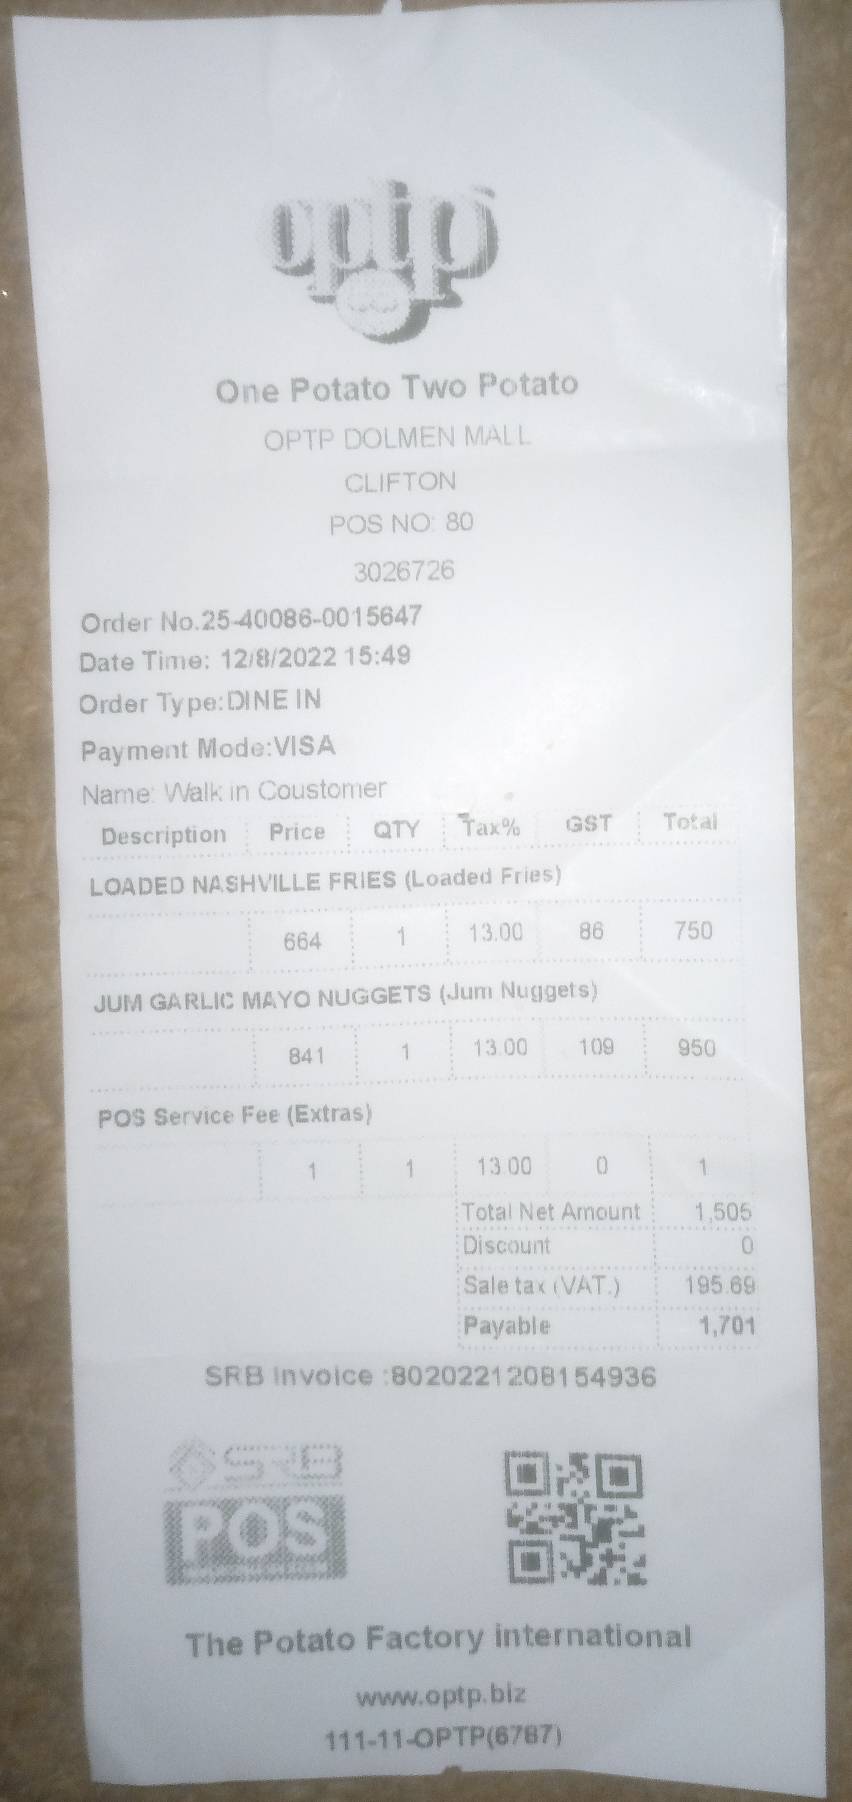 optp
One Potato Two Potato
OPTP DOLMEN MALL
CLIFTON
POS NO: 80
3026726
Order No.25-40086-0015647
Date Time: 12/8/2022 15:49
Order Type:DINE IN
Payment Mode:VISA
Name: Walk in Coustomer
Description Price QTY Tax% GST Total
LOADED NASHVILLE FRIES (Loaded Fries)
664 1 13.00 86 750
JUM GARLIC MAYO NUGGETS (Jum Nuggets)
841 1 13.00 109 950
POS Service Fee (Extras)
1 1 13.00 0 1
Total Net Amount 1,505
Discount 0
Sale tax (VAT.) 195.69
Payable 1,701
SRB Invoice :8020221208154936
SRB
POS
The Potato Factory international
www.optp.biz
111-11-OPTP(6787)